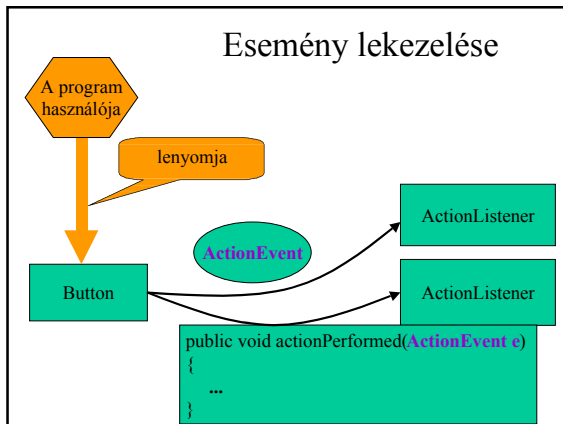 Esemény lekezelése
A program
használója
lenyomja
ActionListener
ActionEvent
Button
ActionListener
public void actionPerformed(ActionEvent e)
{
...
}